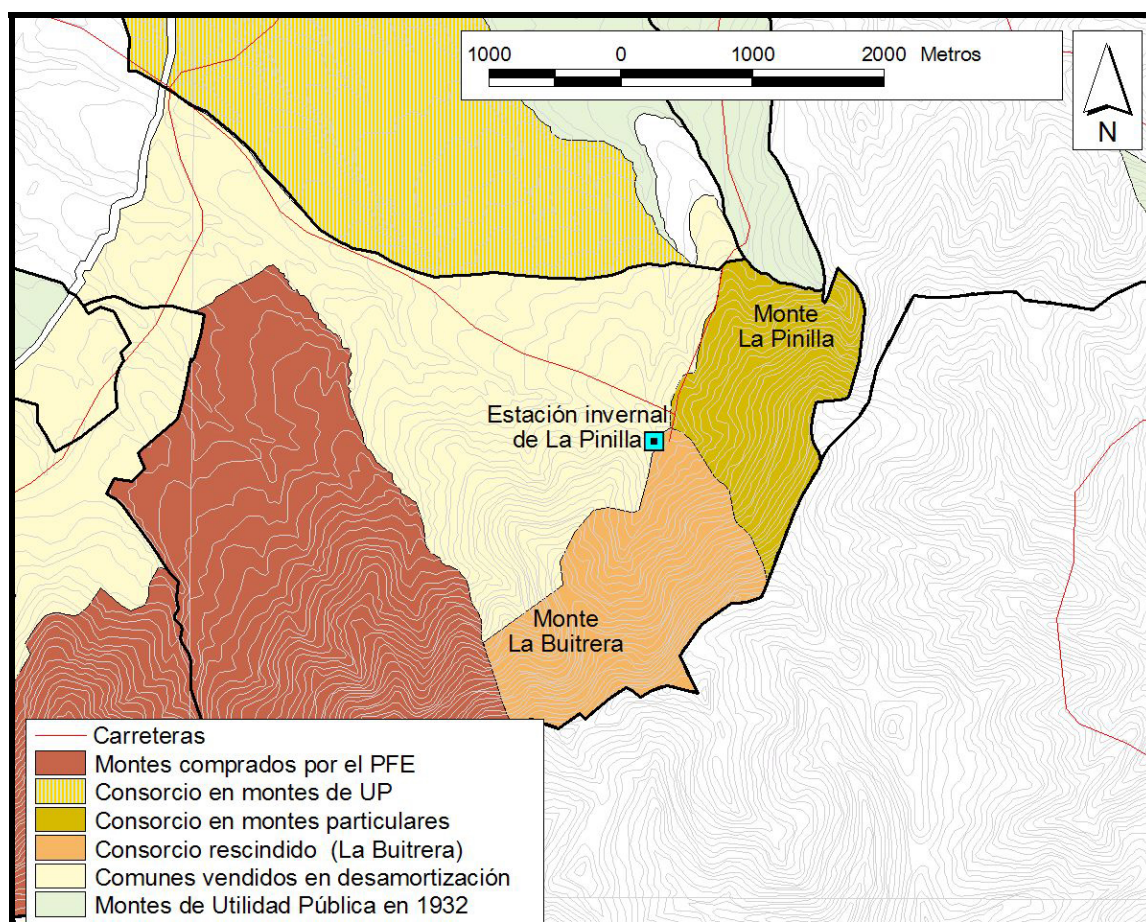 1000 0 1000 2000 Metros
N
Monte
La Pinilla
Estación invernal
de La Pinilla
Monte
La Buitrera
Carreteras
Montes comprados por el PFE
Consorcio en montes de UP
Consorcio en montes particulares
Consorcio rescindido (La Buitrera)
Comunes vendidos en desamortización
Montes de Utilidad Pública en 1932